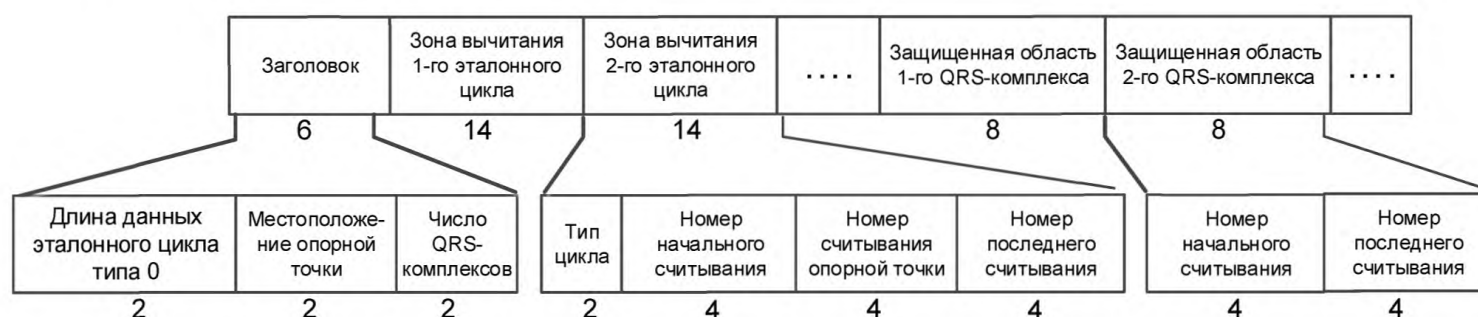 Заголовок
Зона вычитания
1-го эталонного
цикла
Зона вычитания
2-го эталонного
цикла
....
Защищенная область
1-го QRS-комплекса
Защищенная область
2-го QRS-комплекса
....
6
14
14
8
8
Длина данных
эталонного цикла
типа 0
Местоположе-
ние опорной
точки
Число
QRS-
комплексов
Тип
цикла
Номер
начального
считывания
Номер
считывания
опорной точки
Номер
последнего
считывания
Номер
начального
считывания
Номер
последнего
считывания
2
2
2
2
4
4
4
4
4